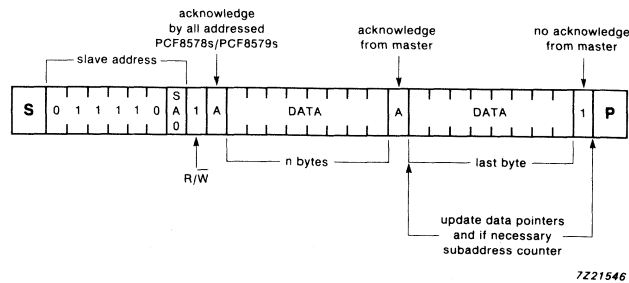 acknowledge
by all addressed
PCF8578s/PCF8579s
acknowledge
from master
no acknowledge
from master
slave address
S 0 1 1 1 1 0 S A 0 1 A DATA A DATA 1 P
n bytes
last byte
R/W̅
update data pointers
and if necessary
subaddress counter
7Z21546